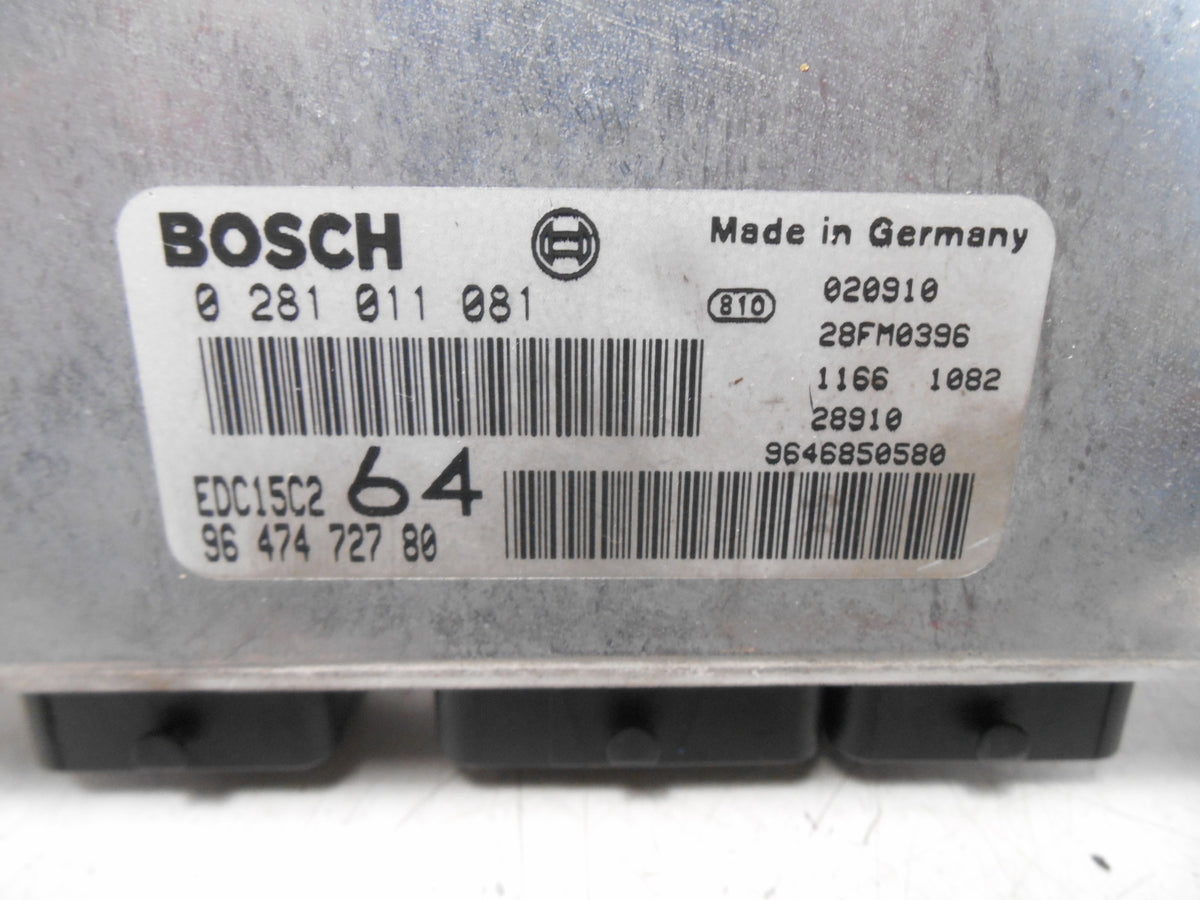 BOSCH
Made in Germany
0 281 011 081
810
020910
28FM0396
1166 1082
28910
9646850580
EDC15C2 64
96 474 727 80